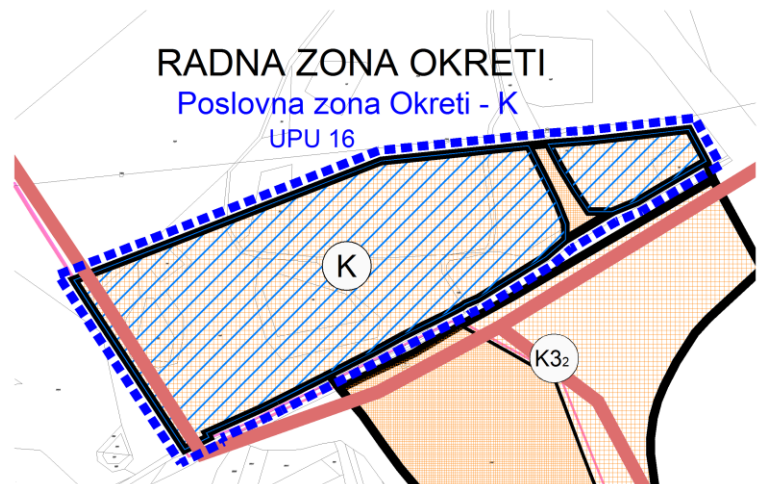 RADNA ZONA OKRETI
Poslovna zona Okreti - K
UPU 16
K
K3₂